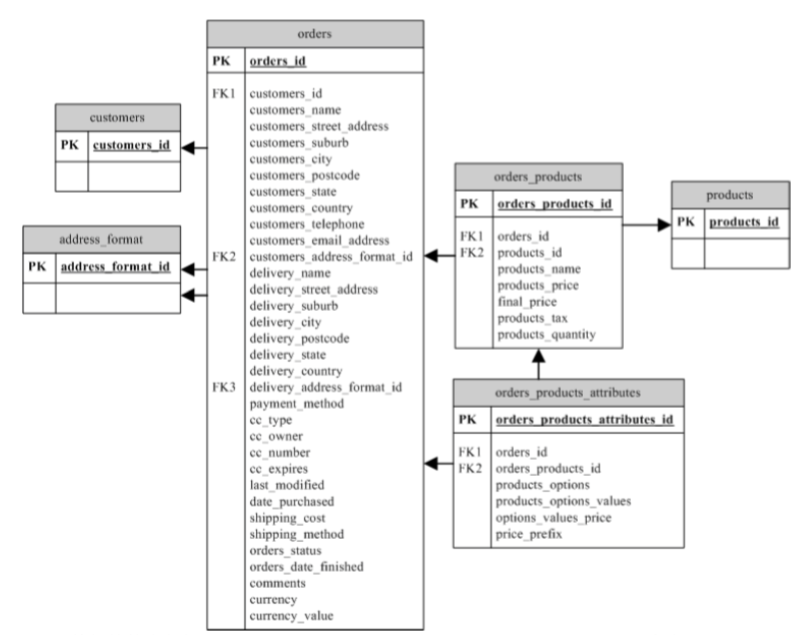 orders
PK orders_id
FK1 customers_id
customers_name
customers_street_address
customers_suburb
customers_city
customers_postcode
customers_state
customers_country
customers_telephone
customers_email_address
FK2 customers_address_format_id
delivery_name
delivery_street_address
delivery_suburb
delivery_city
delivery_postcode
delivery_state
delivery_country
FK3 delivery_address_format_id
payment_method
cc_type
cc_owner
cc_number
cc_expires
last_modified
date_purchased
shipping_cost
shipping_method
orders_status
orders_date_finished
comments
currency
currency_value
customers
PK customers_id
address_format
PK address_format_id
orders_products
PK orders_products_id
FK1 orders_id
FK2 products_id
products_name
products_price
final_price
products_tax
products_quantity
products
PK products_id
orders_products_attributes
PK orders_products_attributes_id
FK1 orders_id
FK2 orders_products_id
products_options
products_options_values
options_values_price
price_prefix